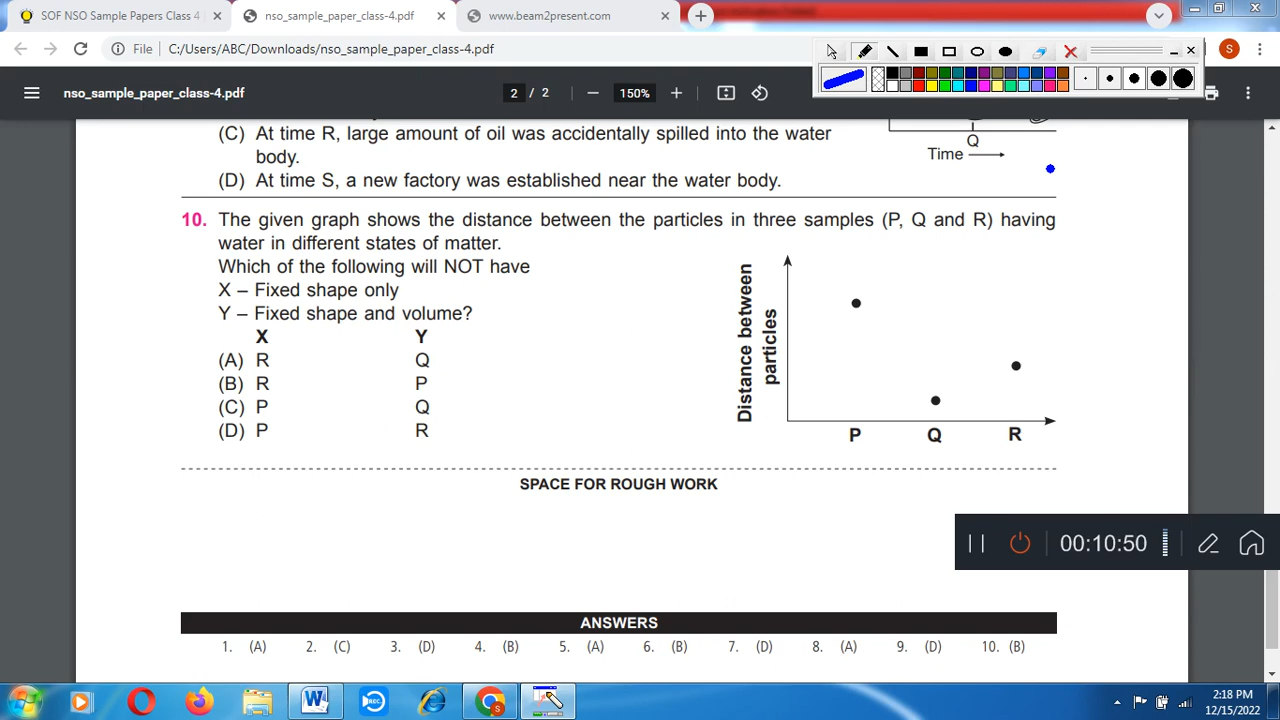 SOF NSO Sample Papers Class 4
nso_sample_paper_class-4.pdf
www.beam2present.com
File
C:/Users/ABC/Downloads/nso_sample_paper_class-4.pdf
S
nso_sample_paper_class-4.pdf
2 / 2
150%
(C) At time R, large amount of oil was accidentally spilled into the water
body.
(D) At time S, a new factory was established near the water body.
Q
Time
10. The given graph shows the distance between the particles in three samples (P, Q and R) having
water in different states of matter.
Which of the following will NOT have
X – Fixed shape only
Y – Fixed shape and volume?
X Y
(A) R Q
(B) R P
(C) P Q
(D) P R
Distance between
particles
P Q R
SPACE FOR ROUGH WORK
00:10:50
ANSWERS
1. (A) 2. (C) 3. (D) 4. (B) 5. (A) 6. (B) 7. (D) 8. (A) 9. (D) 10. (B)
REC
2:18 PM
12/15/2022